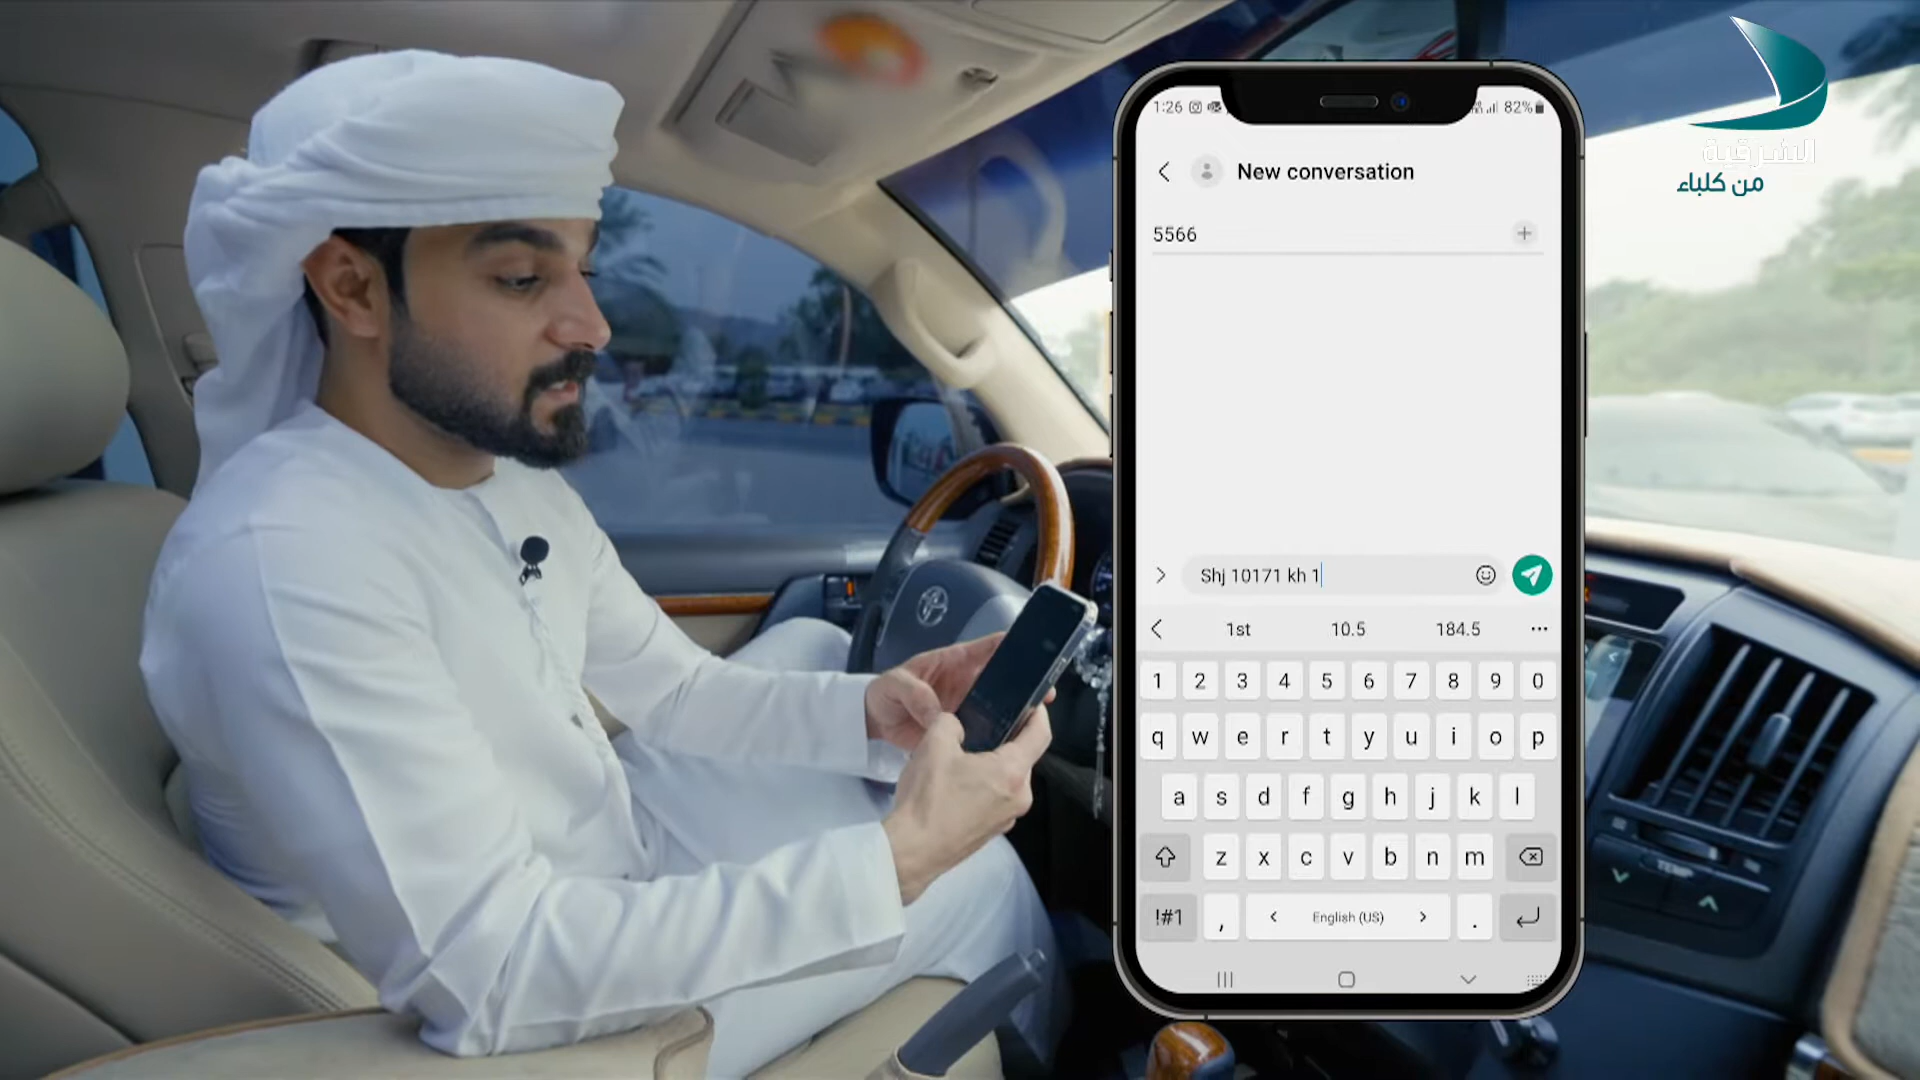 الشرقية
من كلباء
1:26
82%
New conversation
5566
Shj 10171 kh 1
1st 10.5 184.5
1 2 3 4 5 6 7 8 9 0
q w e r t y u i o p
a s d f g h j k l
z x c v b n m
!#1 , English (US) .
TEMP